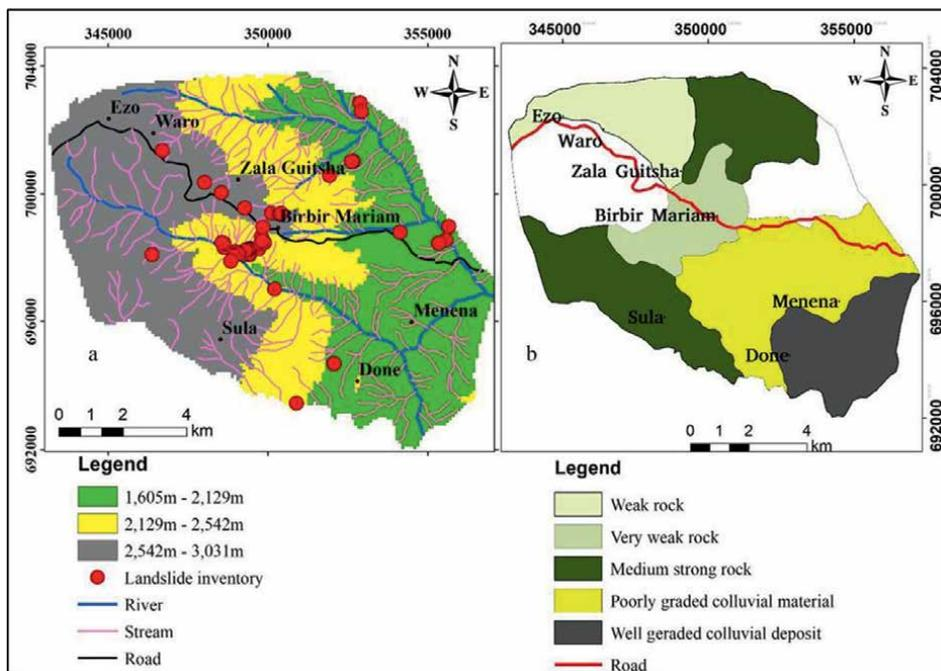 345000 350000 355000
704000
700000
696000
692000
N
W E
S
Ezo
Waro
Zala Guitsha
Birbir Mariam
Menena
Sula
Done
a
0 1 2 4
km
Legend
1,605m - 2,129m
2,129m - 2,542m
2,542m - 3,031m
Landslide inventory
River
Stream
Road
345000 350000 355000
704000
700000
696000
692000
N
W E
S
Ezo
Waro
Zala Guitsha
Birbir Mariam
Menena
Sula
Done
b
0 1 2 4
km
Legend
Weak rock
Very weak rock
Medium strong rock
Poorly graded colluvial material
Well geraded colluvial deposit
Road